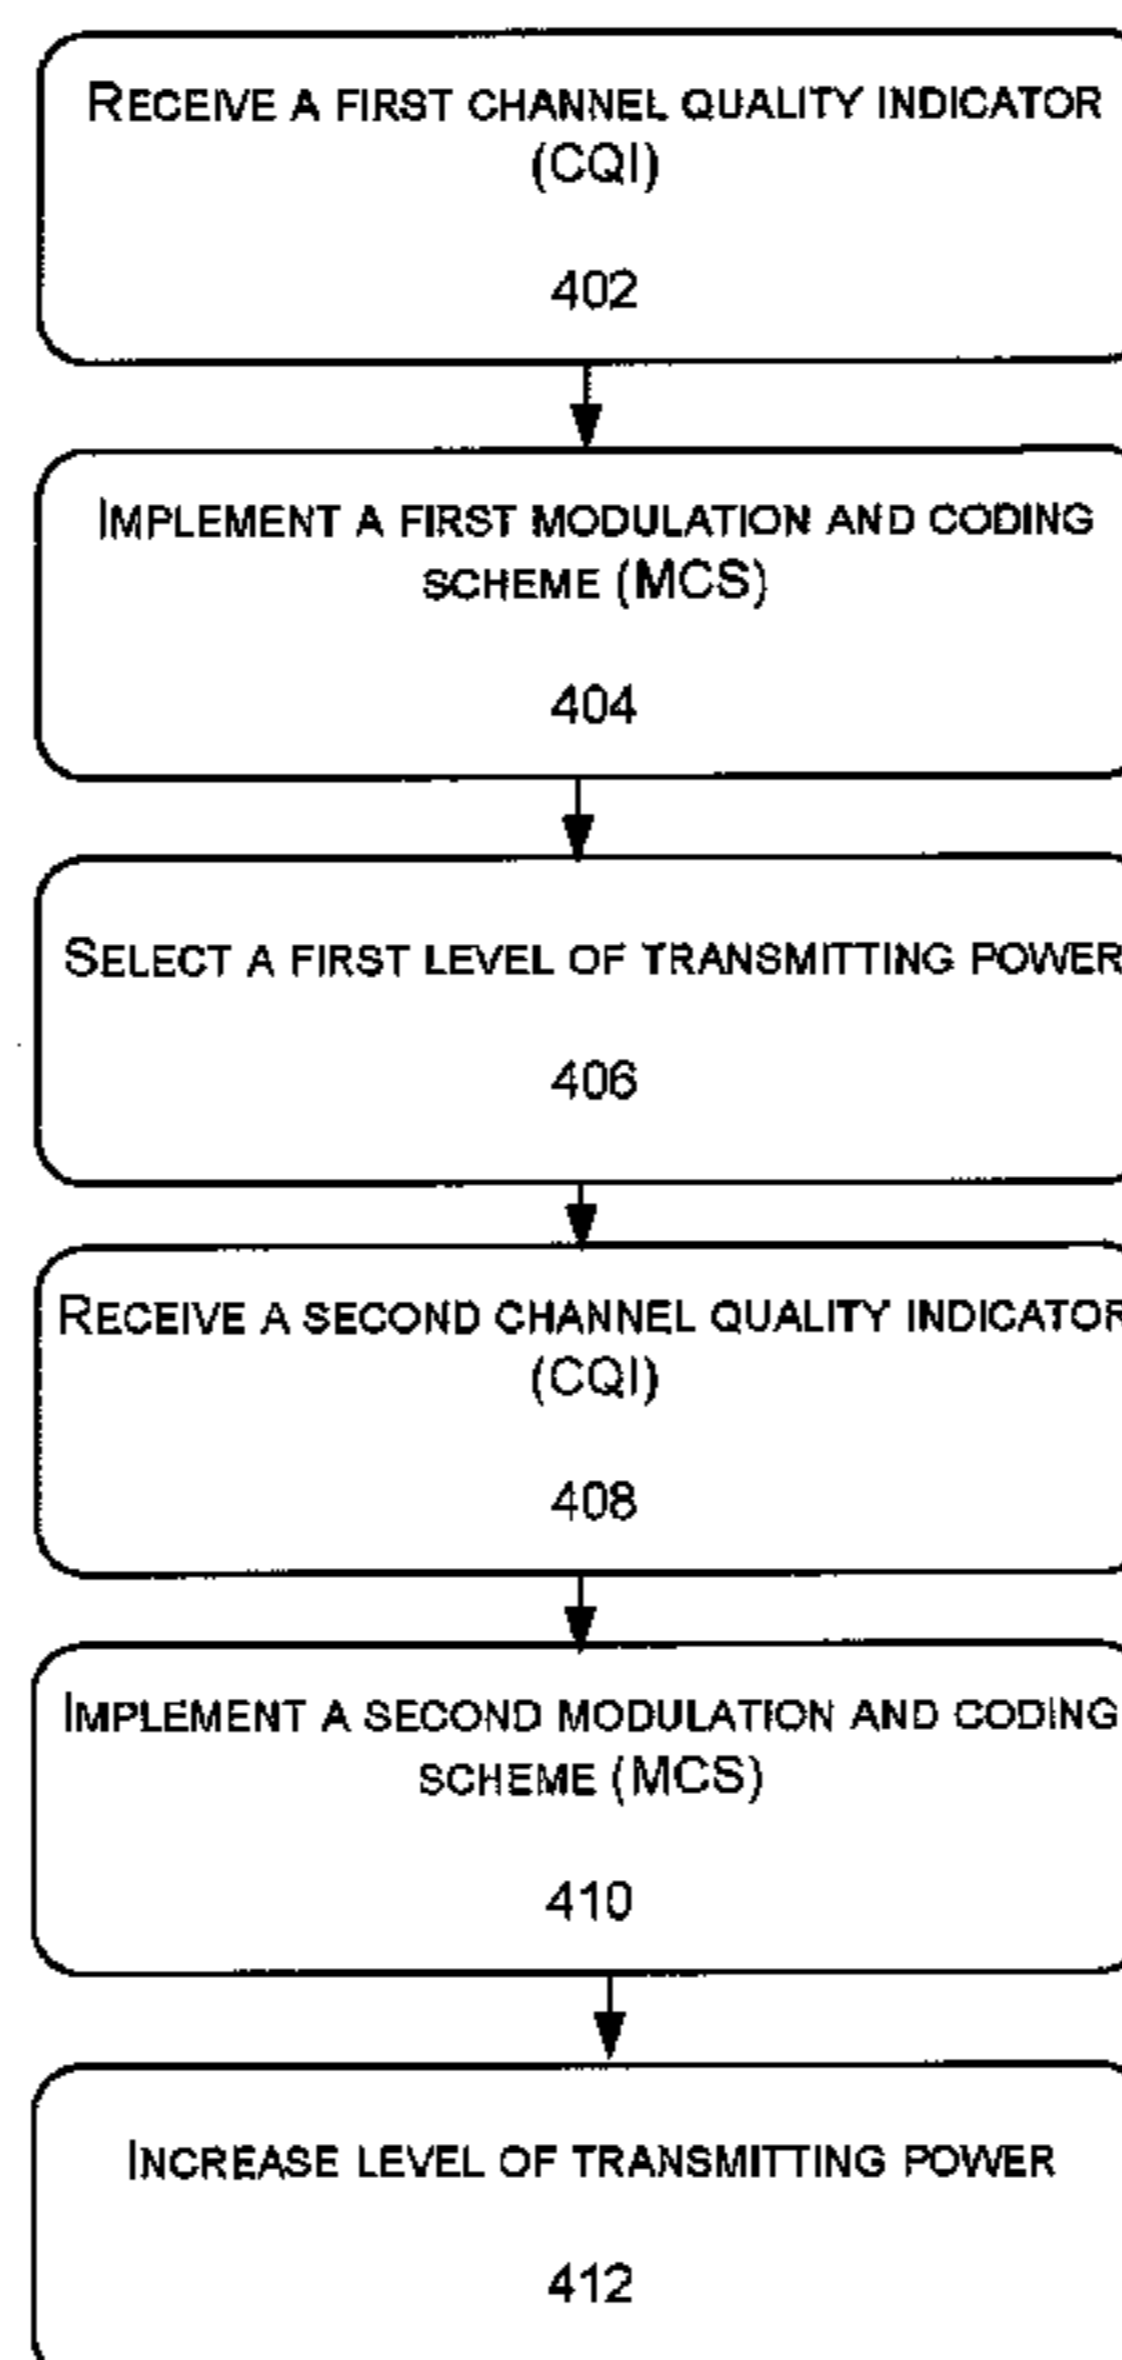 RECEIVE A FIRST CHANNEL QUALITY INDICATOR
(CQI)
402
IMPLEMENT A FIRST MODULATION AND CODING
SCHEME (MCS)
404
SELECT A FIRST LEVEL OF TRANSMITTING POWER
406
RECEIVE A SECOND CHANNEL QUALITY INDICATOR
(CQI)
408
IMPLEMENT A SECOND MODULATION AND CODING
SCHEME (MCS)
410
INCREASE LEVEL OF TRANSMITTING POWER
412